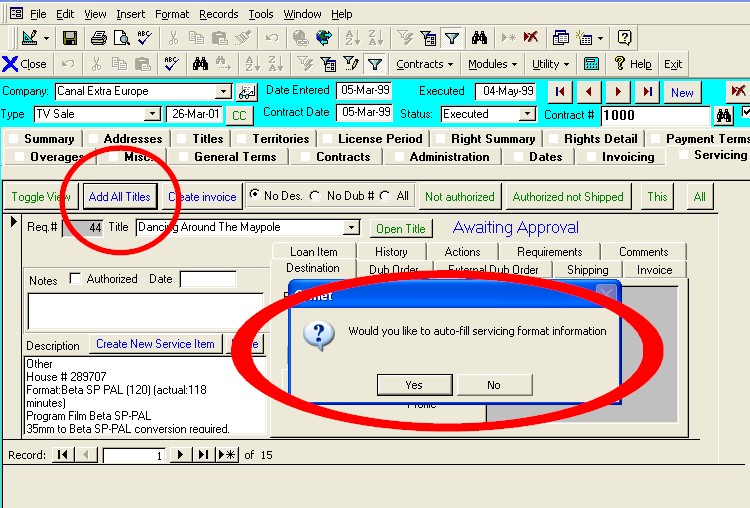 File Edit View Insert Format Records Tools Window Help
Close Contracts Modules Utility Help Exit
Company: Canal Extra Europe Date Entered 05-Mar-99 Executed 04-May-99 New
Type TV Sale 26-Mar-01 CC Contract Date 05-Mar-99 Status: Executed Contract # 1000
Summary Addresses Titles Territories License Period Right Summary Rights Detail Payment Terms
Overages Misc General Terms Contracts Administration Dates Invoicing Servicing
Toggle View Add All Titles Create invoice No Des. No Dub # All Not authorized Authorized not Shipped This All
Req.# 44 Title Dancing Around The Maypole Open Title Awaiting Approval
Loan Item History Actions Requirements Comments
Destination Dub Order External Dub Order Shipping Invoice
Notes Authorized Date
Would you like to auto-fill servicing format information
Yes No
Description Create New Service Item
Other
House # 289707
Format:Beta SP PAL (120) (actual:118
minutes)
Program Film Beta SP-PAL
35mm to Beta SP-PAL conversion required.
Record: 1 of 15